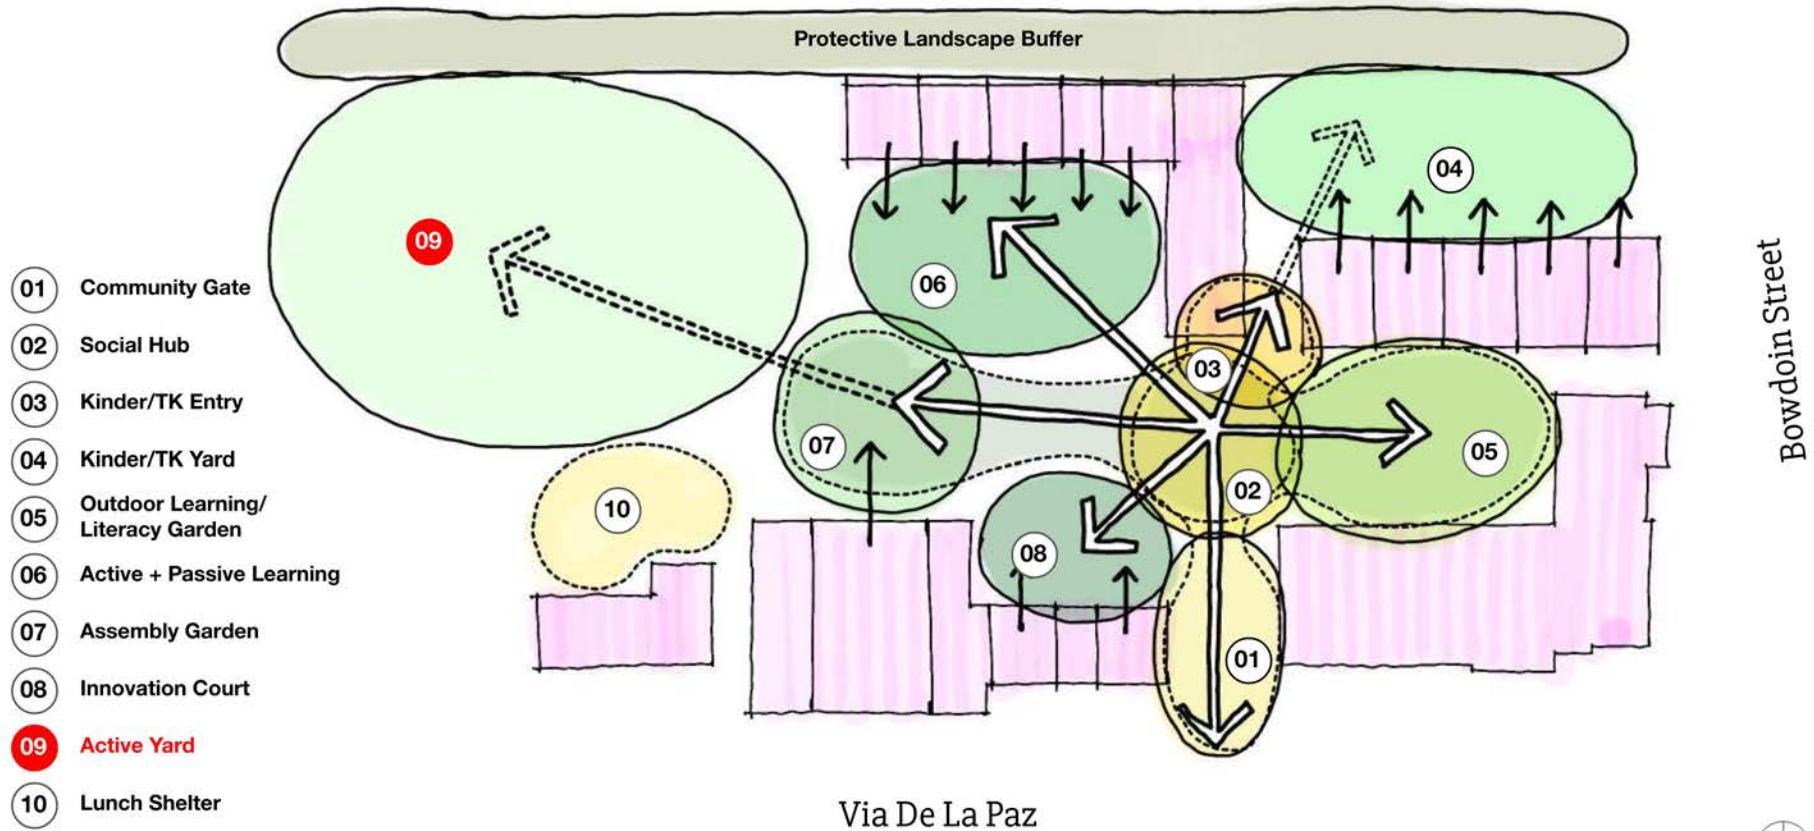 Protective Landscape Buffer
09
04
06
03
07
05
10
02
08
01
01 Community Gate
02 Social Hub
03 Kinder/TK Entry
04 Kinder/TK Yard
05 Outdoor Learning/
Literacy Garden
06 Active + Passive Learning
07 Assembly Garden
08 Innovation Court
09 Active Yard
10 Lunch Shelter
Bowdoin Street
Via De La Paz